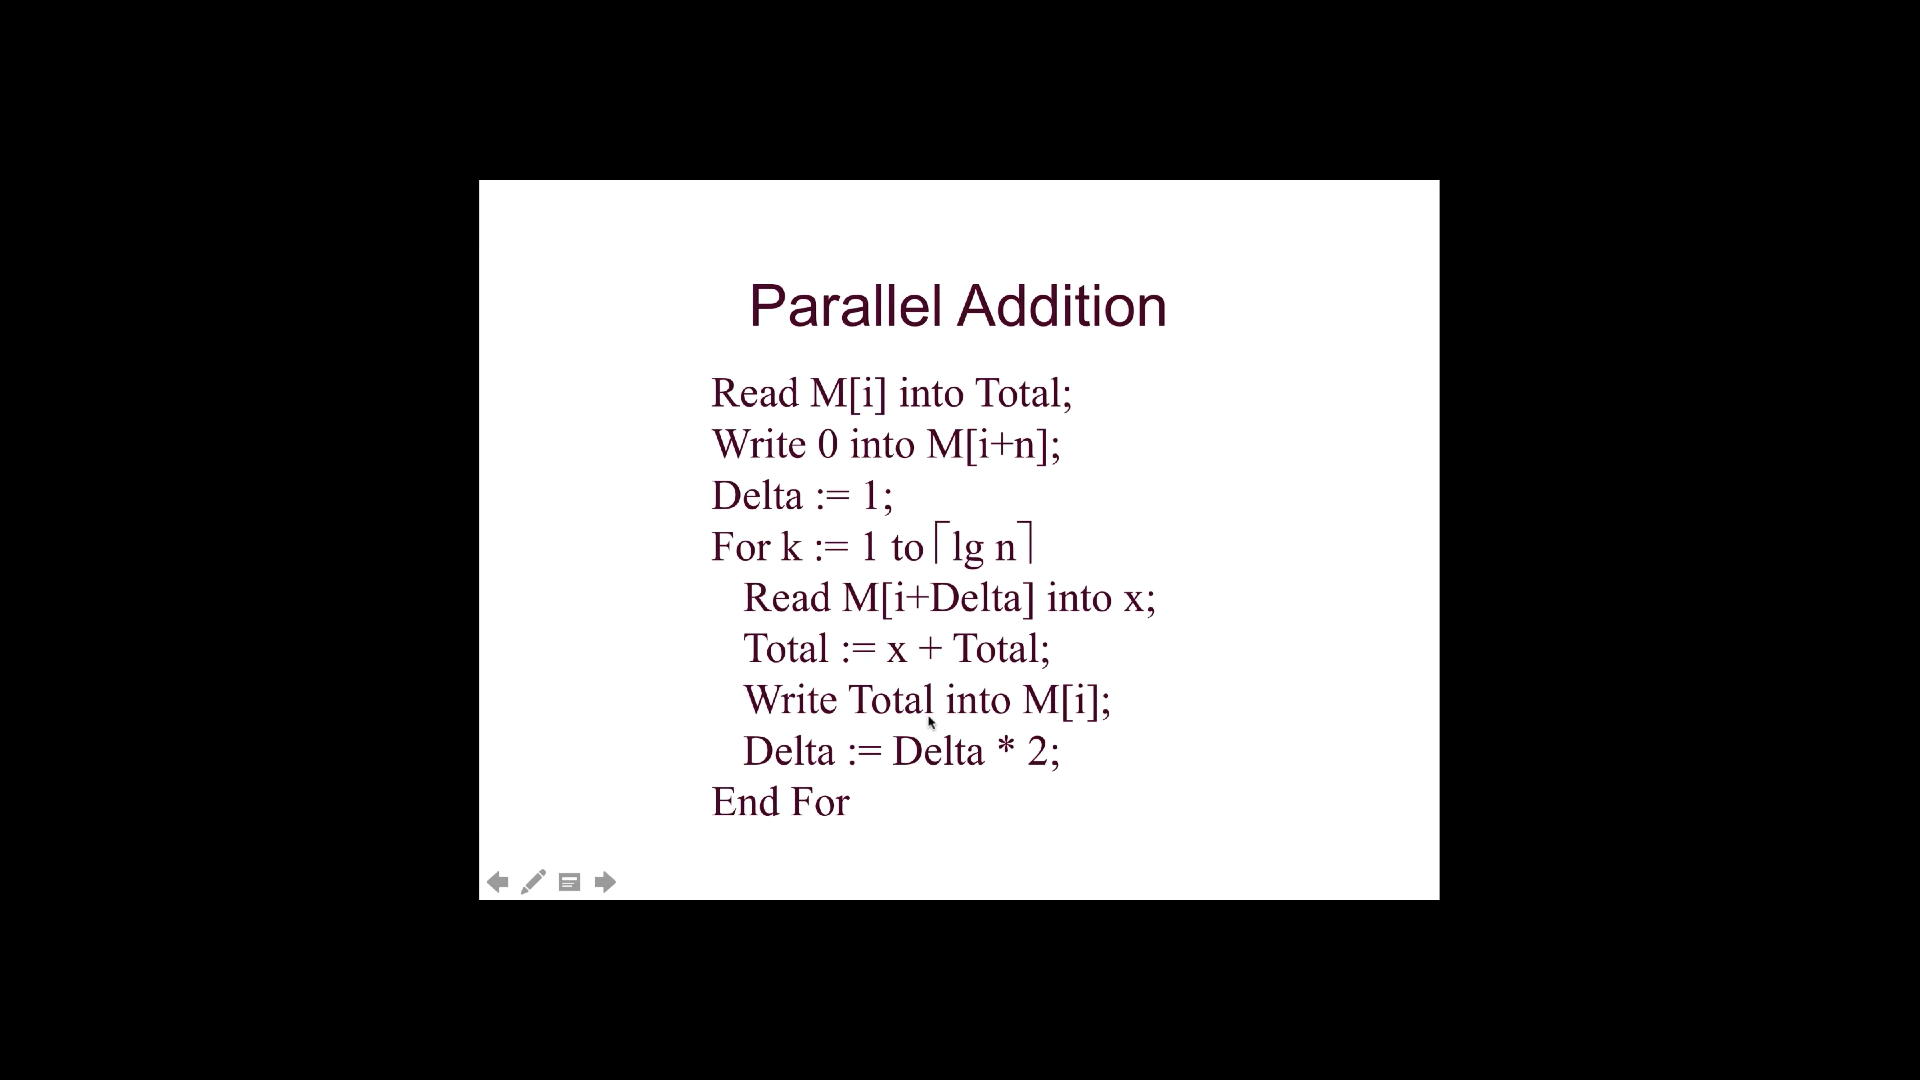 Parallel Addition
Read M[i] into Total;
Write 0 into M[i+n];
Delta := 1;
For k := 1 to ⌈lg n⌉
Read M[i+Delta] into x;
Total := x + Total;
Write Total into M[i];
Delta := Delta * 2;
End For